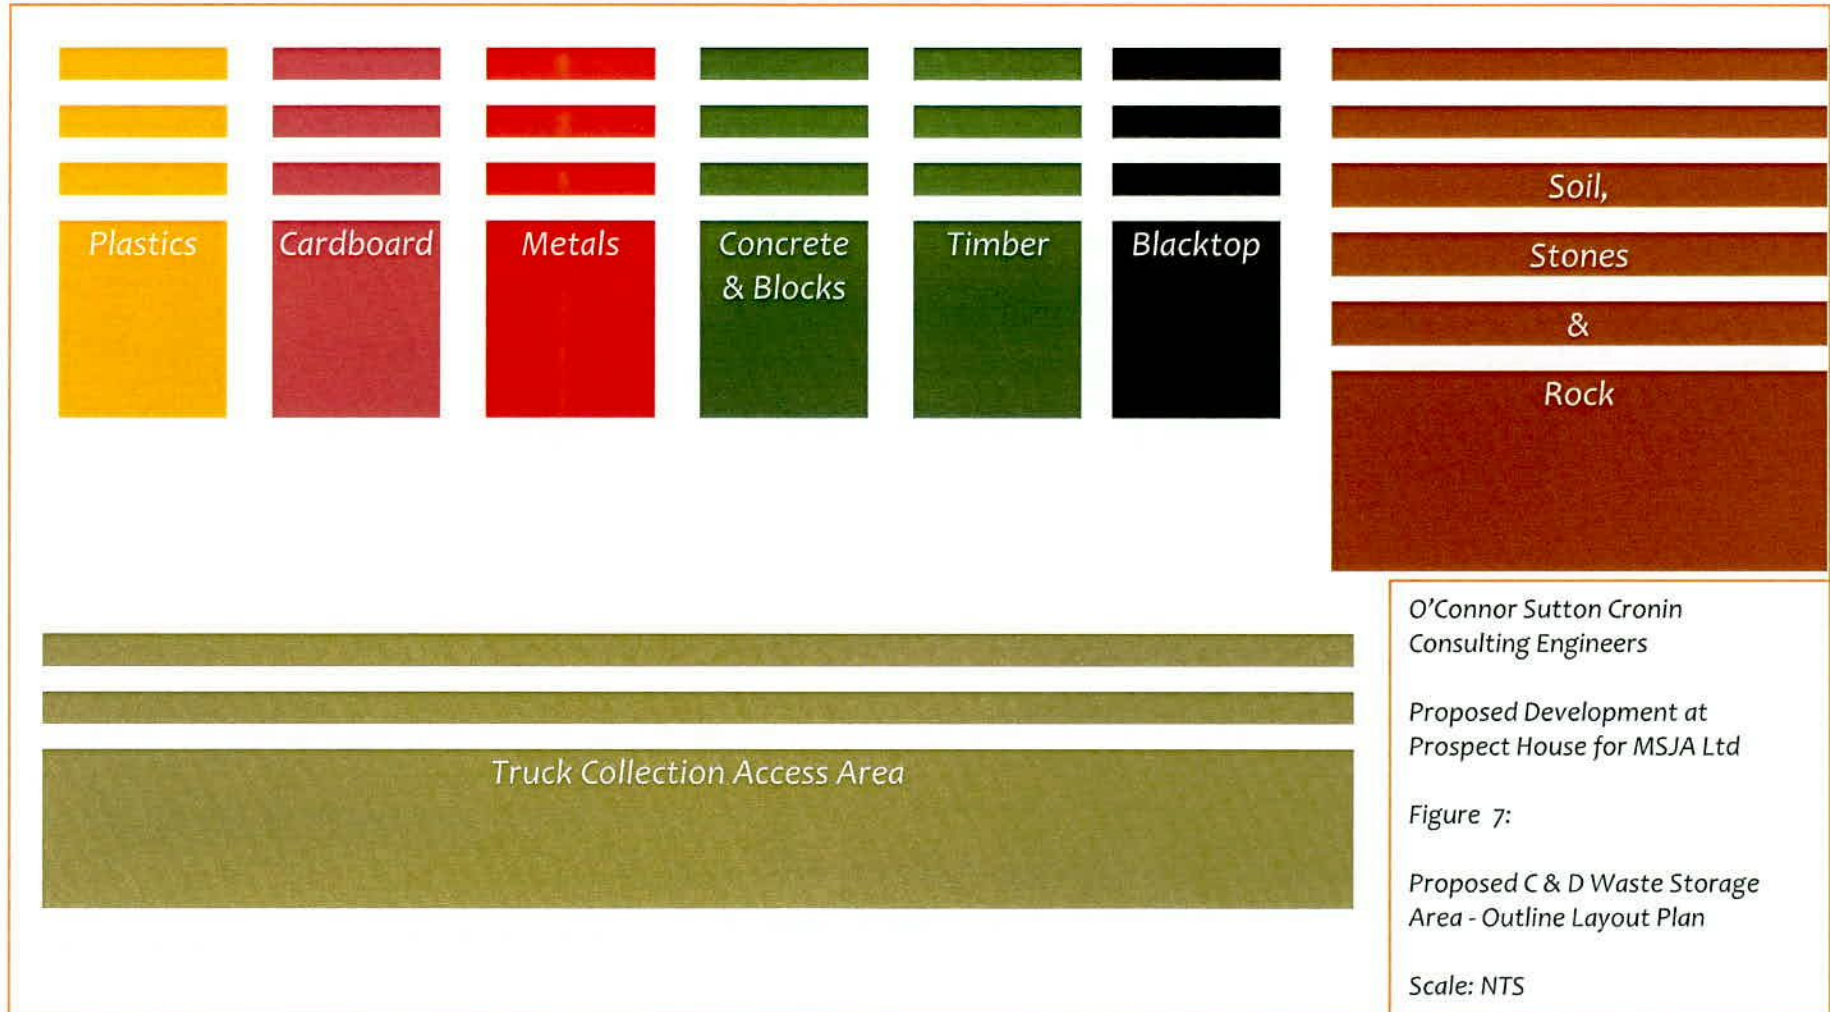 Plastics
Cardboard
Metals
Concrete
& Blocks
Timber
Blacktop
Soil,
Stones
&
Rock
Truck Collection Access Area
O'Connor Sutton Cronin
Consulting Engineers
Proposed Development at
Prospect House for MSJA Ltd
Figure 7:
Proposed C & D Waste Storage
Area - Outline Layout Plan
Scale: NTS